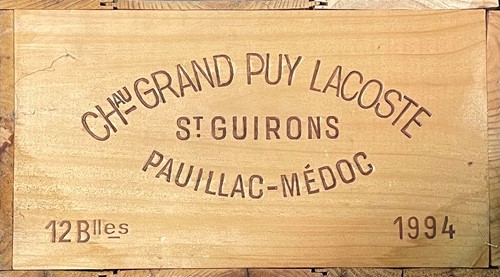 CHAU GRAND PUY LACOSTE
ST GUIRONS
PAUILLAC-MÉDOC
12 Blles 1994